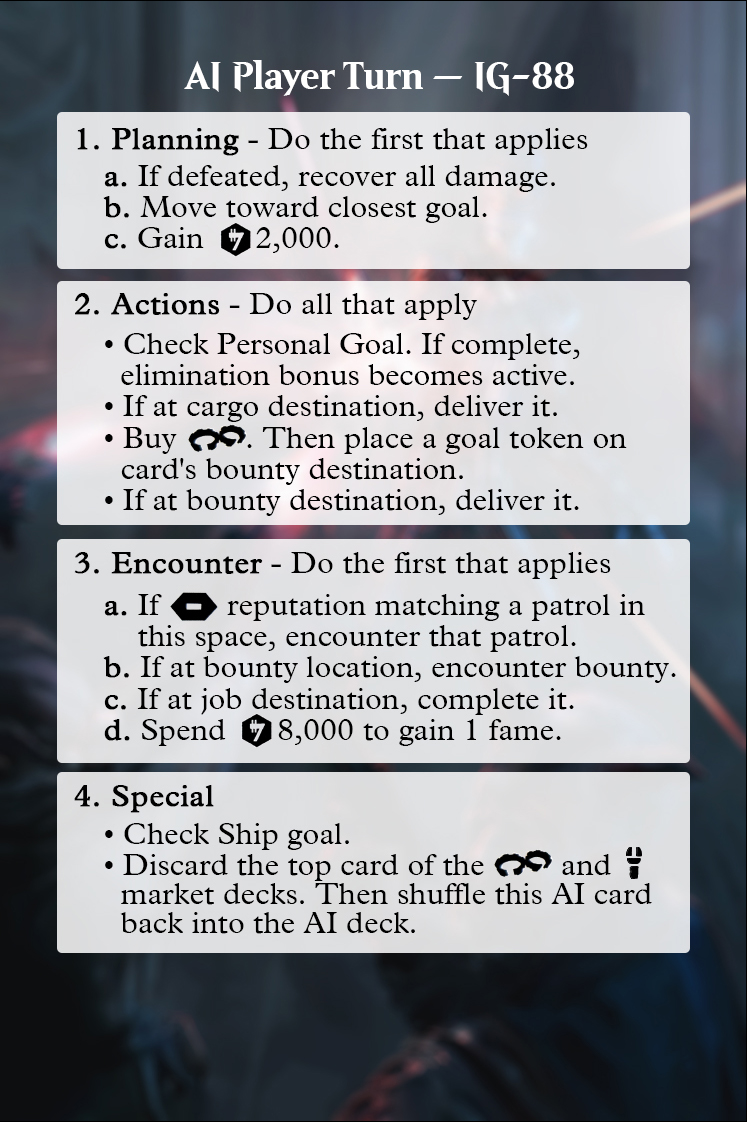 AI Player Turn — IG-88
1. Planning - Do the first that applies
a. If defeated, recover all damage.
b. Move toward closest goal.
c. Gain 2,000.
2. Actions - Do all that apply
• Check Personal Goal. If complete,
elimination bonus becomes active.
• If at cargo destination, deliver it.
• Buy . Then place a goal token on
card's bounty destination.
• If at bounty destination, deliver it.
3. Encounter - Do the first that applies
a. If reputation matching a patrol in
this space, encounter that patrol.
b. If at bounty location, encounter bounty.
c. If at job destination, complete it.
d. Spend 8,000 to gain 1 fame.
4. Special
• Check Ship goal.
• Discard the top card of the and
market decks. Then shuffle this AI card
back into the AI deck.